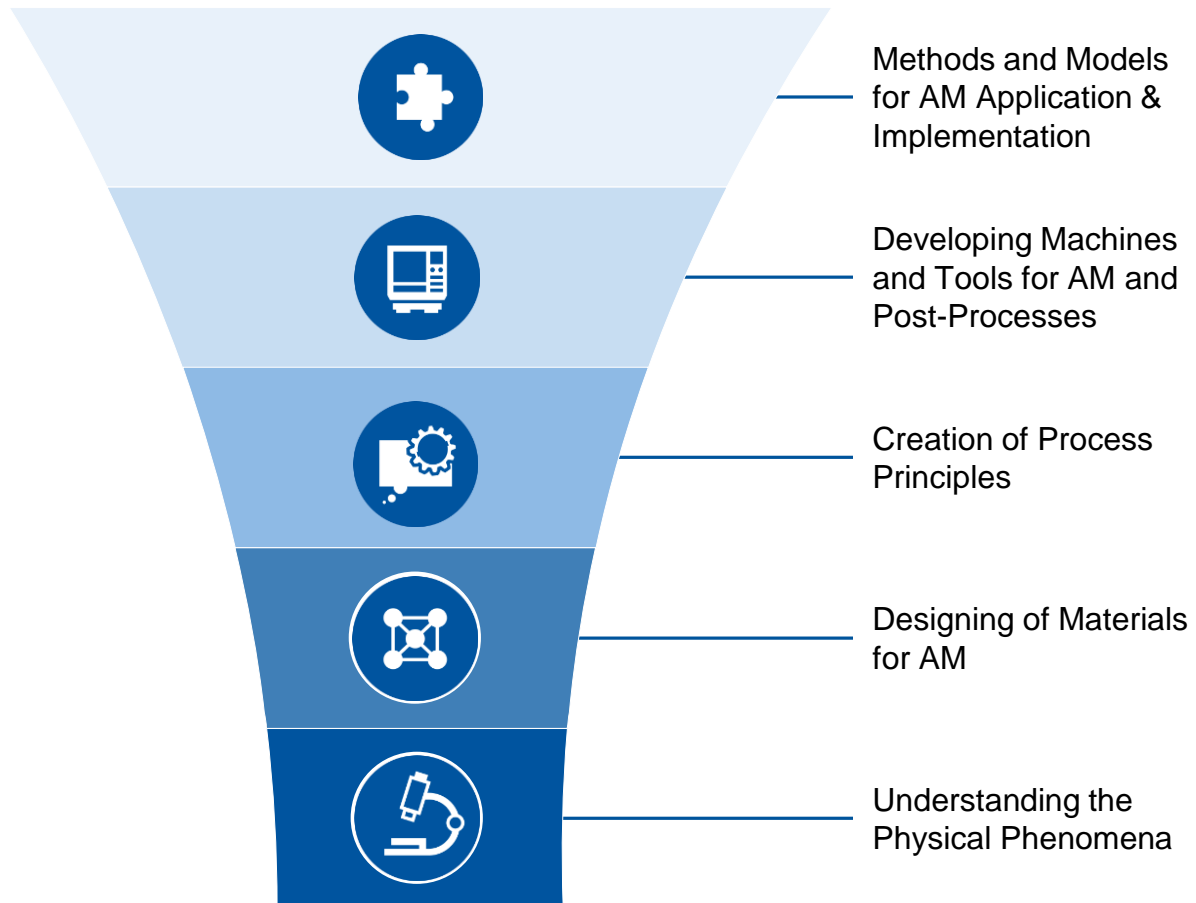 Methods and Models
for AM Application &
Implementation
Developing Machines
and Tools for AM and
Post-Processes
Creation of Process
Principles
Designing of Materials
for AM
Understanding the
Physical Phenomena